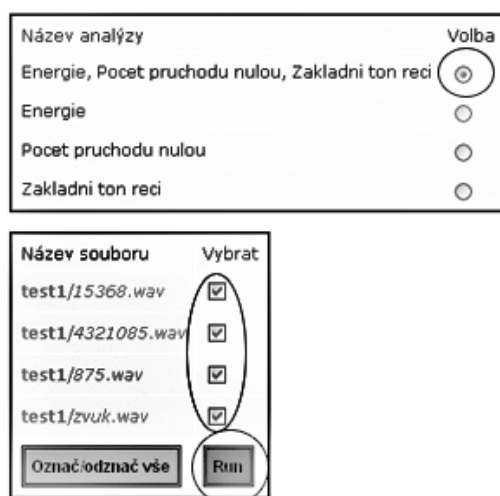 Název analýzy Volba
Energie, Pocet pruchodu nulou, Zakladni ton reci
Energie
Pocet pruchodu nulou
Zakladni ton reci
Název souboru Vybrat
test1/15368.wav
test1/4321085.wav
test1/875.wav
test1/zvuk.wav
Označ/odznač vše Run